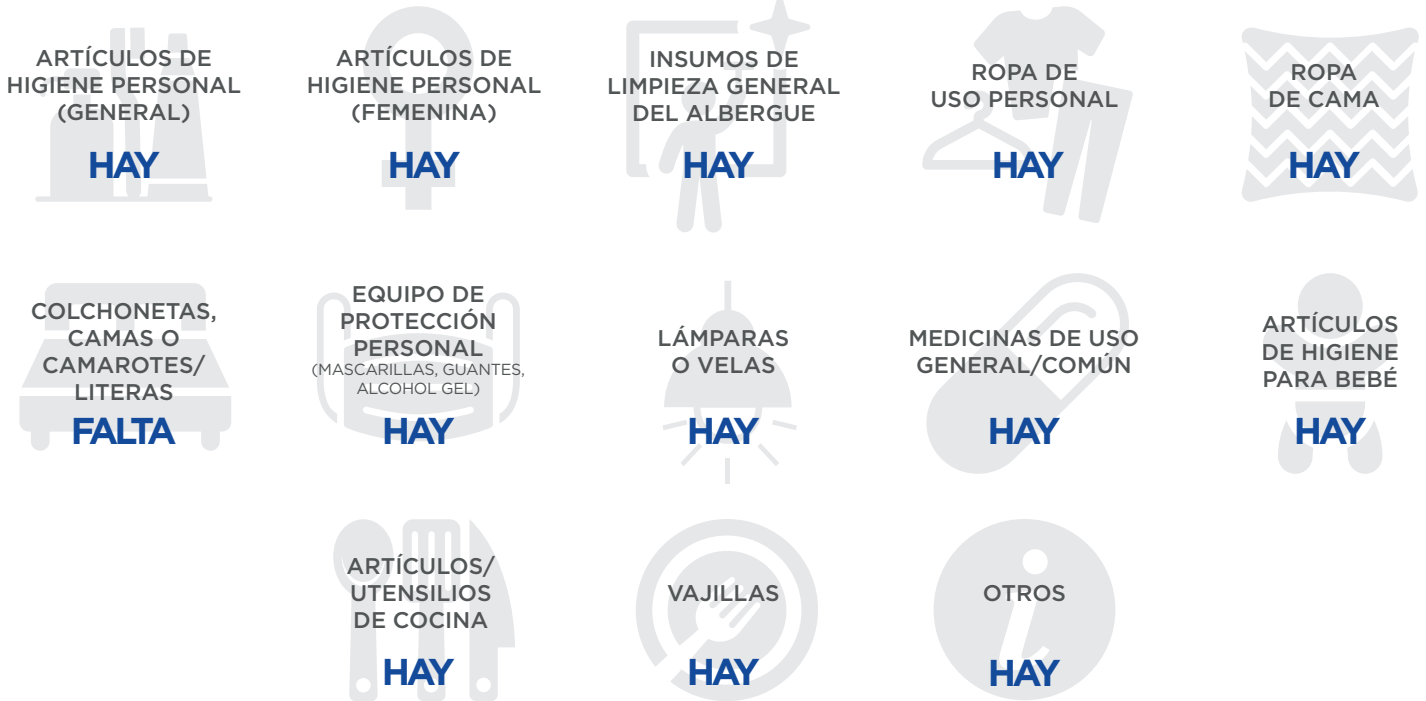 ARTÍCULOS DE
HIGIENE PERSONAL
(GENERAL)
HAY
ARTÍCULOS DE
HIGIENE PERSONAL
(FEMENINA)
HAY
INSUMOS DE
LIMPIEZA GENERAL
DEL ALBERGUE
HAY
ROPA DE
USO PERSONAL
HAY
ROPA
DE CAMA
HAY
COLCHONETAS,
CAMAS O
CAMAROTES/
LITERAS
FALTA
EQUIPO DE
PROTECCIÓN
PERSONAL
(MASCARILLAS, GUANTES,
ALCOHOL GEL)
HAY
LÁMPARAS
O VELAS
HAY
MEDICINAS DE USO
GENERAL/COMÚN
HAY
ARTÍCULOS
DE HIGIENE
PARA BEBÉ
HAY
ARTÍCULOS/
UTENSILIOS
DE COCINA
HAY
VAJILLAS
HAY
OTROS
HAY